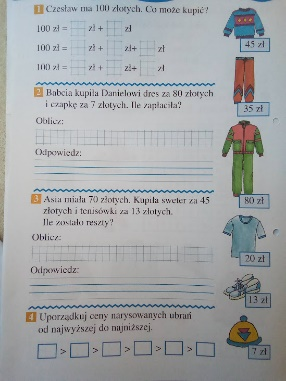 1 Czesław ma 100 złotych. Co może kupić?
100 zł = zł + zł
100 zł = zł + zł+ zł
100 zł = zł + zł+ zł
45 zł
35 zł
2 Babcia kupiła Danielowi dres za 80 złotych
i czapkę za 7 złotych. Ile zapłaciła?
Oblicz:
Odpowiedz:
80 zł
3 Asia miała 70 złotych. Kupiła sweter za 45
złotych i tenisówki za 13 złotych.
Ile zostało reszty?
Oblicz:
20 zł
Odpowiedz:
13 zł
4 Uporządkuj ceny narysowanych ubrań
od najwyższej do najniższej.
> > > > >
7 zł